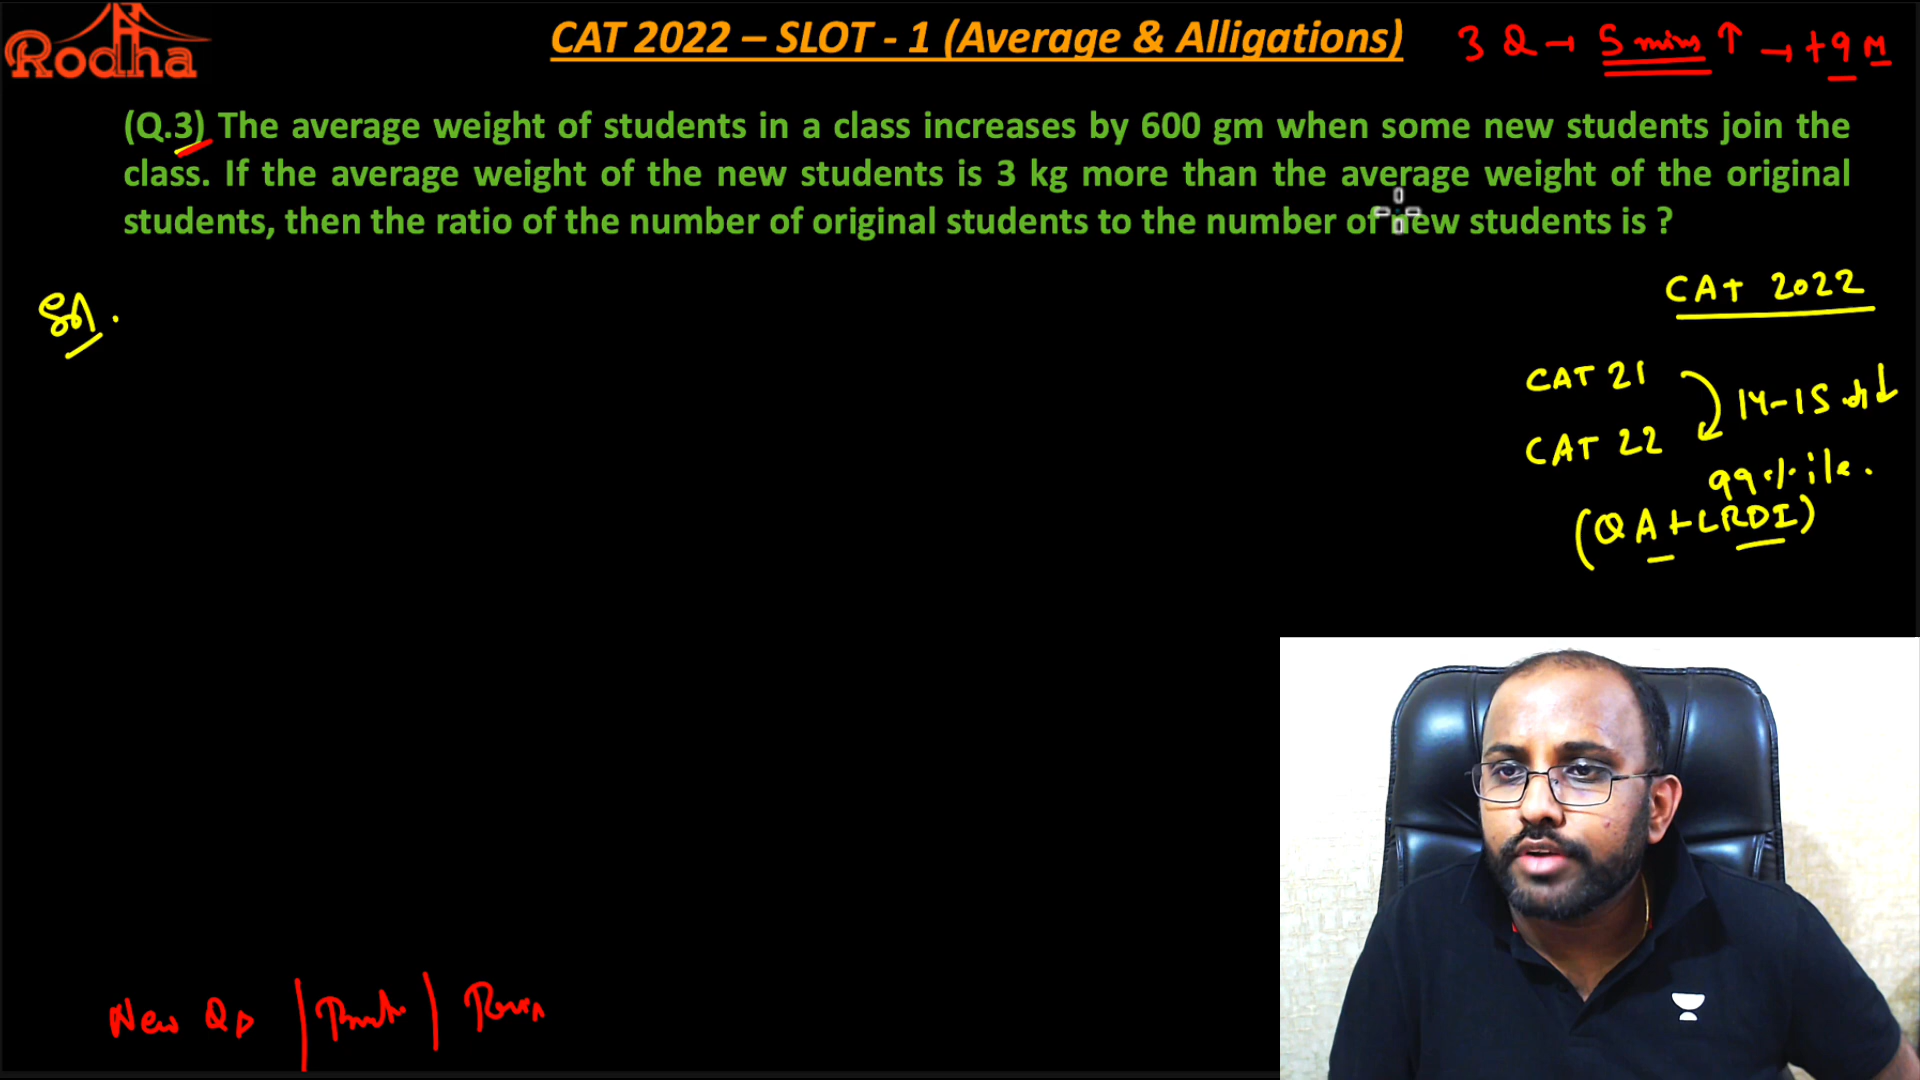 Rodha
CAT 2022 – SLOT - 1 (Average & Alligations)
3 Q → 5 mins ↑ → +9 M
(Q.3) The average weight of students in a class increases by 600 gm when some new students join the
class. If the average weight of the new students is 3 kg more than the average weight of the original
students, then the ratio of the number of original students to the number of new students is ?
CAT 2022
CAT 21
14-15
CAT 22
99%ile.
(QA+LRDI)
New